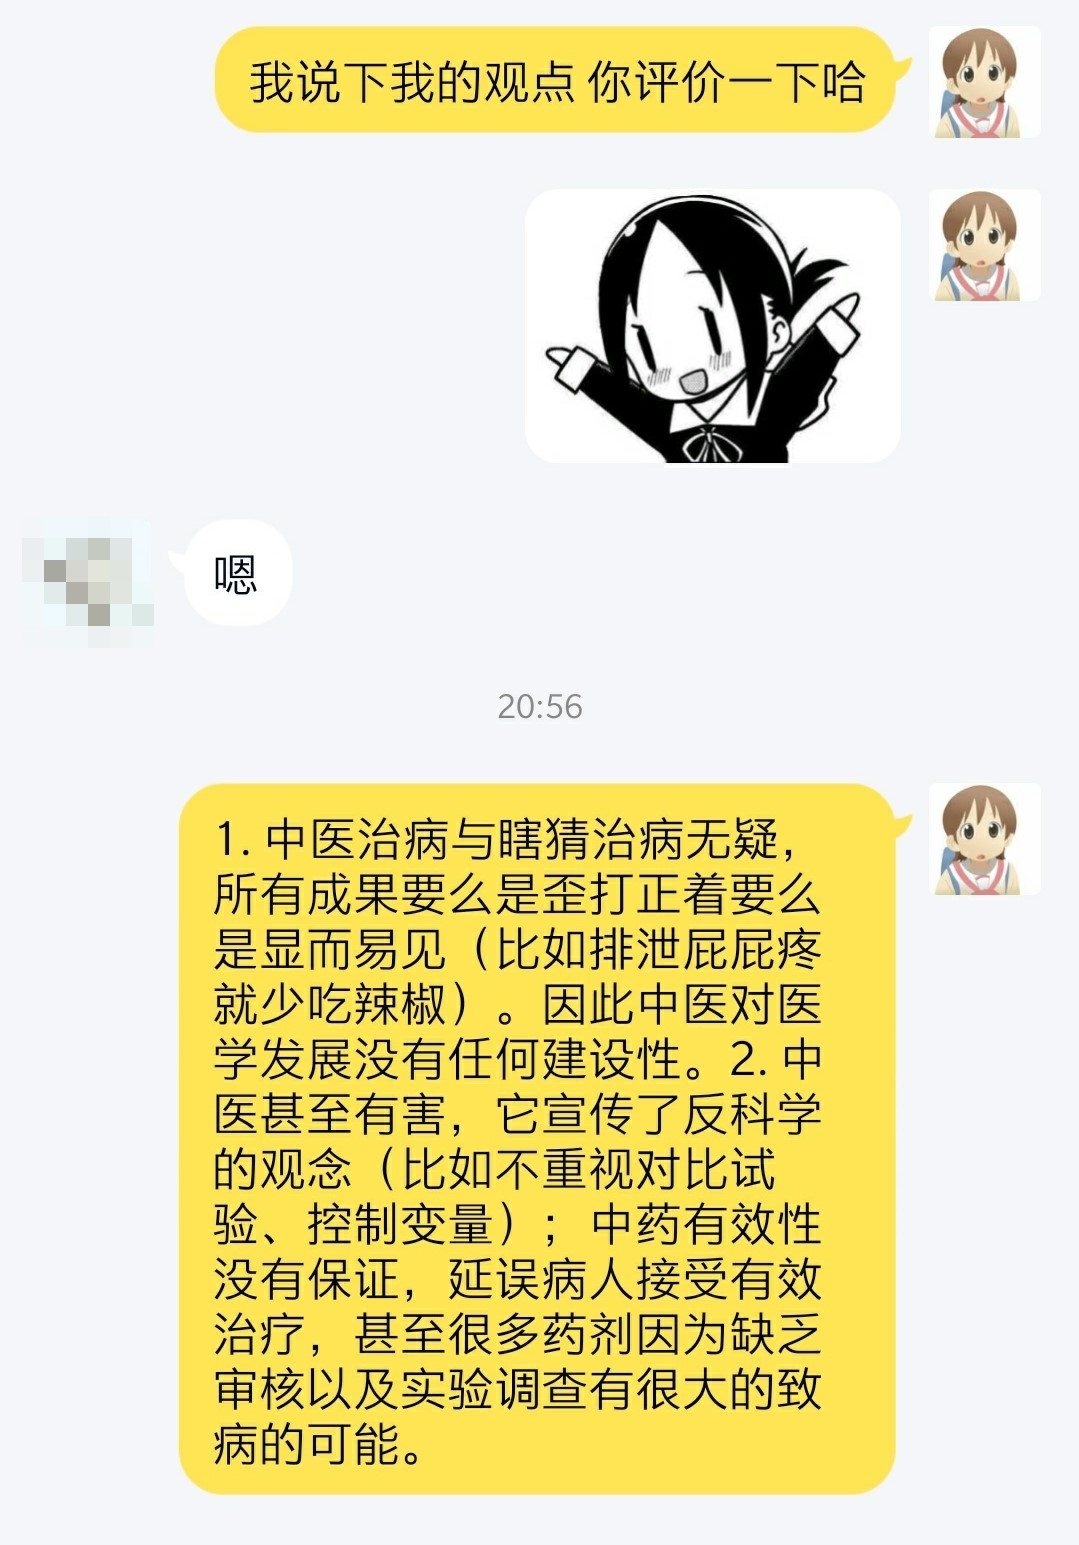 我说下我的观点 你评价一下哈
嗯
20:56
1. 中医治病与瞎猜治病无疑，
所有成果要么是歪打正着要么
是显而易见（比如排泄屁屁疼
就少吃辣椒）。因此中医对医
学发展没有任何建设性。2. 中
医甚至有害，它宣传了反科学
的观念（比如不重视对比试
验、控制变量）；中药有效性
没有保证，延误病人接受有效
治疗，甚至很多药剂因为缺乏
审核以及实验调查有很大的致
病的可能。